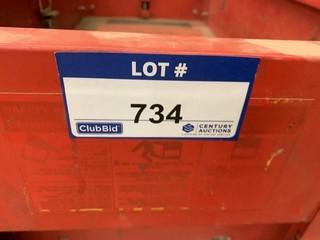 LOT #
734
ClubBid
CENTURY
AUCTIONS